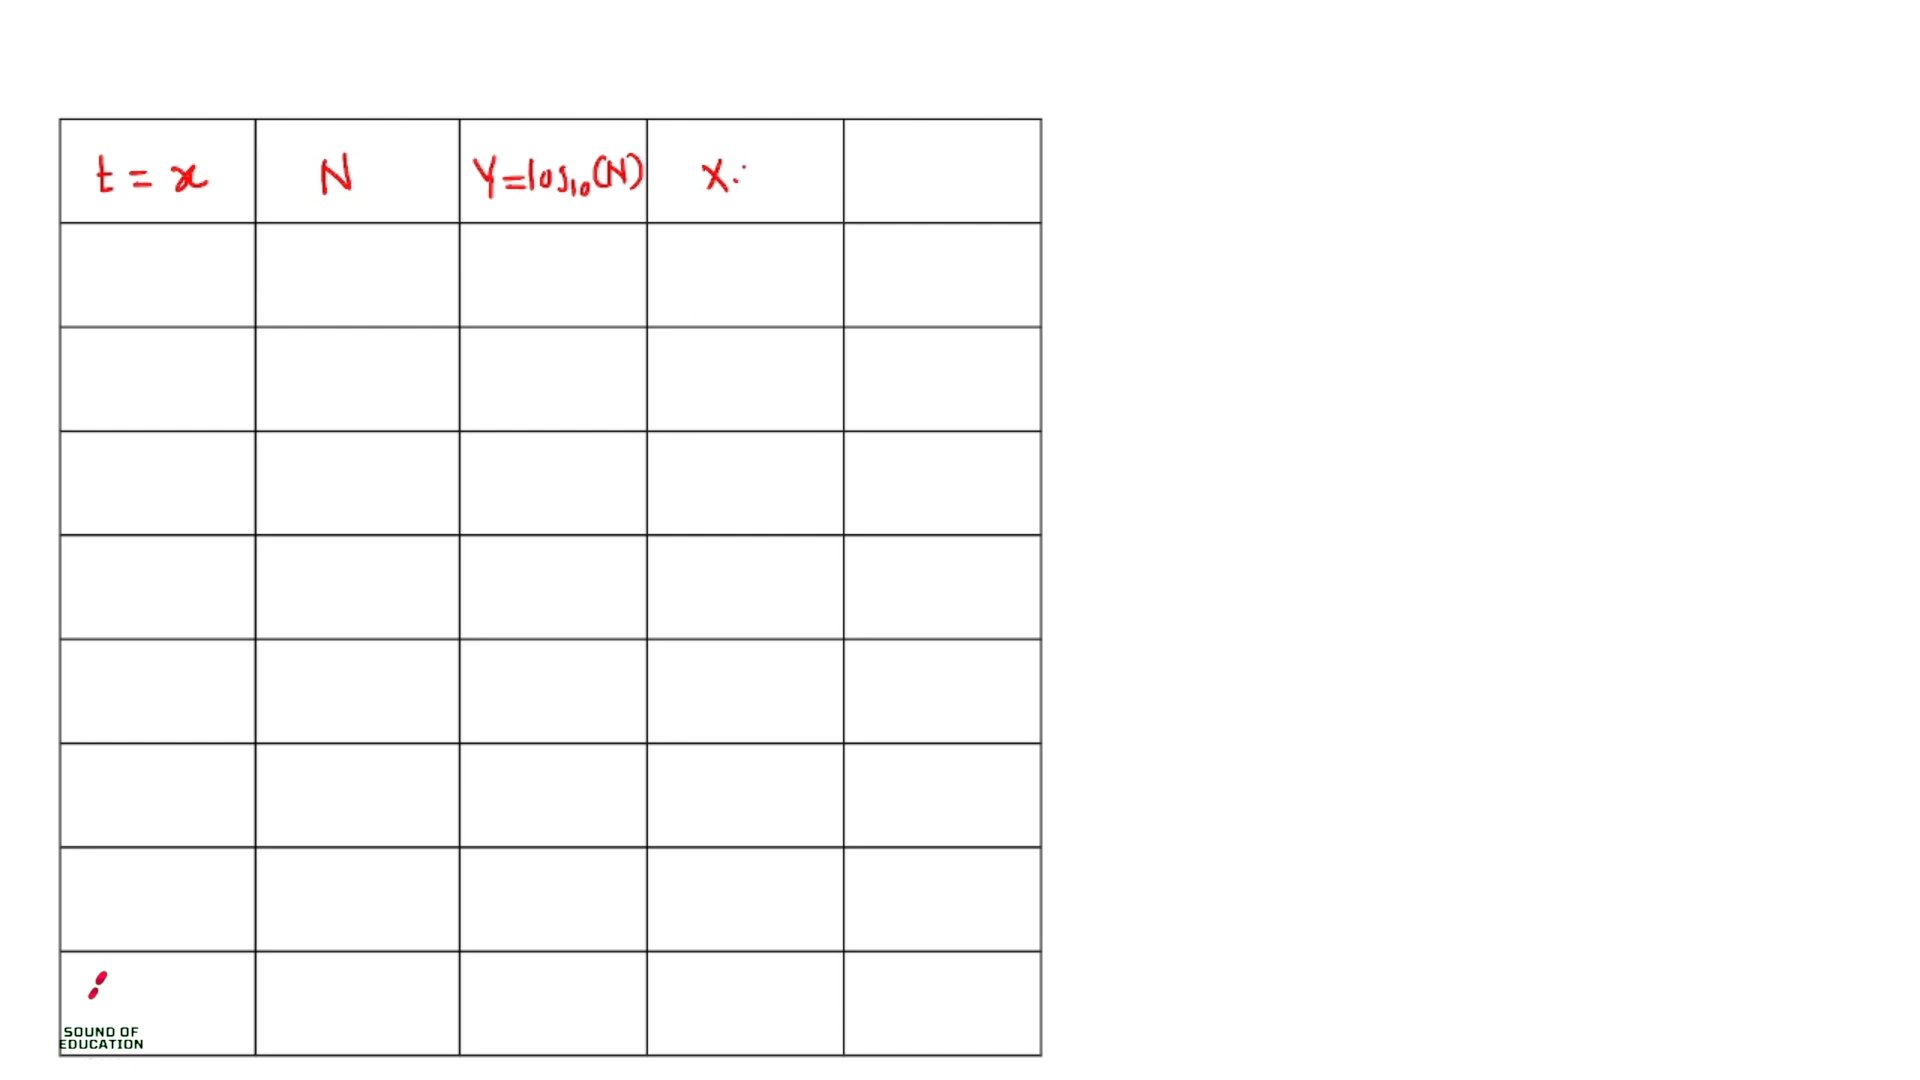 t = x N Y=log₁₀(N) X.
SOUND OF
EDUCATION